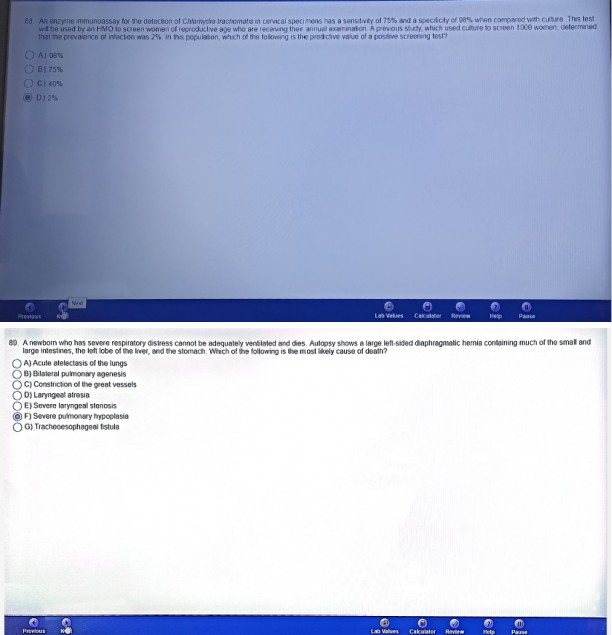 88. An enzyme immunoassay for the detection of Chlamydia trachomatis in cervical specimens has a sensitivity of 75% and a specificity of 98% when compared with culture. This test
will be used by an HMO to screen women of reproductive age who are receiving their annual examination. A previous study, which used culture to screen 1000 women, determined
that the prevalence of infection was 2% in this population, which of the following is the predictive value of a positive screening test?
A) 98%
B) 75%
C) 40%
D) 2%
Next
Previous
Next
Lab Values
Calculator
Review
Help
Pause
89. A newborn who has severe respiratory distress cannot be adequately ventilated and dies. Autopsy shows a large left-sided diaphragmatic hernia containing much of the small and
large intestines, the left lobe of the liver, and the stomach. Which of the following is the most likely cause of death?
A) Acute atelectasis of the lungs
B) Bilateral pulmonary agenesis
C) Constriction of the great vessels
D) Laryngeal atresia
E) Severe laryngeal stenosis
F) Severe pulmonary hypoplasia
G) Tracheoesophageal fistula
Previous
Next
Lab Values
Calculator
Review
Help
Pause